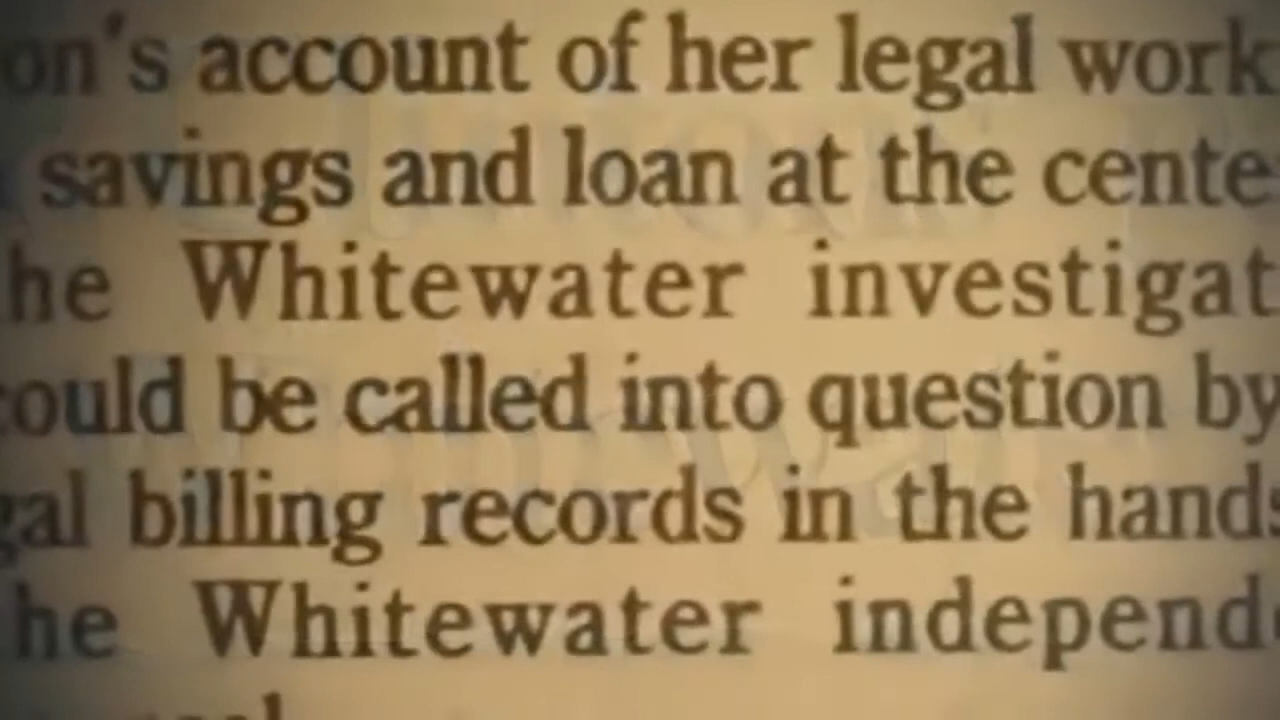 on's account of her legal work
savings and loan at the cente
he Whitewater investigat
could be called into question by
gal billing records in the hands
he Whitewater independ